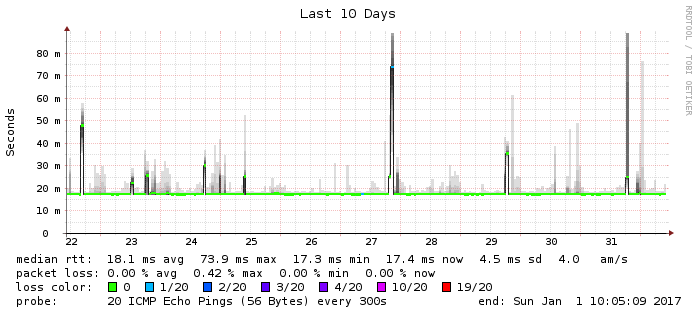 Last 10 Days
RRDTOOL / TOBI OETIKER
Seconds
80 m
70 m
60 m
50 m
40 m
30 m
20 m
10 m
0
22 23 24 25 26 27 28 29 30 31
median rtt: 18.1 ms avg 73.9 ms max 17.3 ms min 17.4 ms now 4.5 ms sd 4.0 am/s
packet loss: 0.00 % avg 0.42 % max 0.00 % min 0.00 % now
loss color: 0 1/20 2/20 3/20 4/20 10/20 19/20
probe: 20 ICMP Echo Pings (56 Bytes) every 300s end: Sun Jan 1 10:05:09 2017